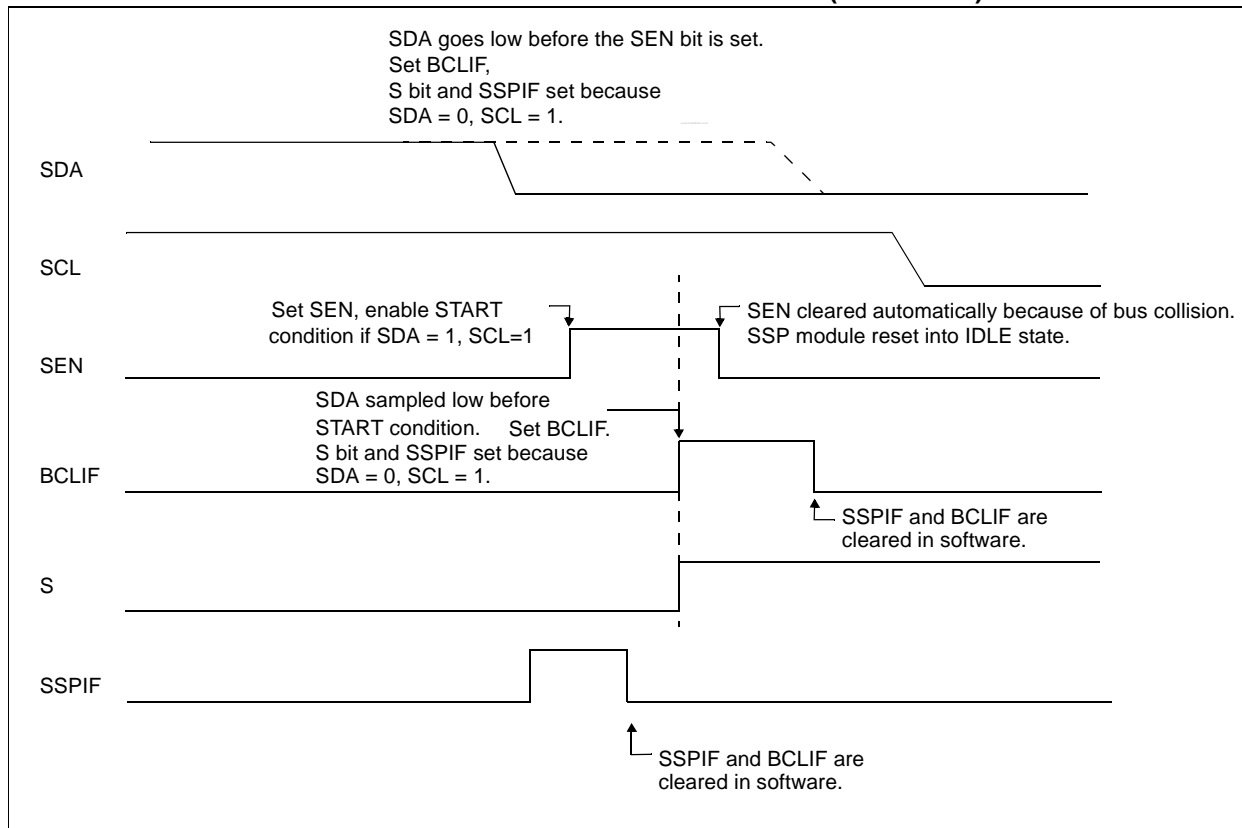 SDA goes low before the SEN bit is set.
Set BCLIF,
S bit and SSPIF set because
SDA = 0, SCL = 1.
SDA
SCL
Set SEN, enable START
condition if SDA = 1, SCL=1
SEN cleared automatically because of bus collision.
SSP module reset into IDLE state.
SEN
SDA sampled low before
START condition. Set BCLIF.
S bit and SSPIF set because
SDA = 0, SCL = 1.
BCLIF
SSPIF and BCLIF are
cleared in software.
S
SSPIF
SSPIF and BCLIF are
cleared in software.